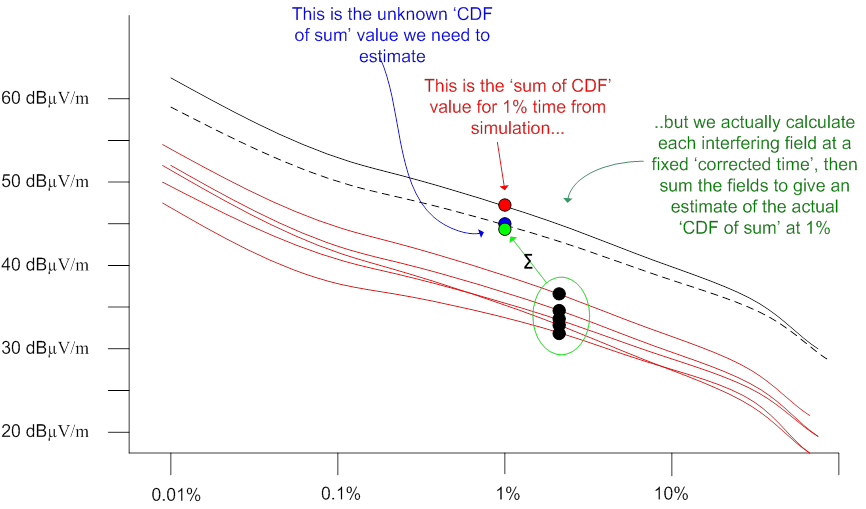 This is the unknown ‘CDF
of sum’ value we need to
estimate
This is the ‘sum of CDF’
value for 1% time from
simulation...
..but we actually calculate
each interfering field at a
fixed ‘corrected time’, then
sum the fields to give an
estimate of the actual
‘CDF of sum’ at 1%
60 dBµV/m
50 dBµV/m
40 dBµV/m
30 dBµV/m
20 dBµV/m
Σ
0.01%
0.1%
1%
10%